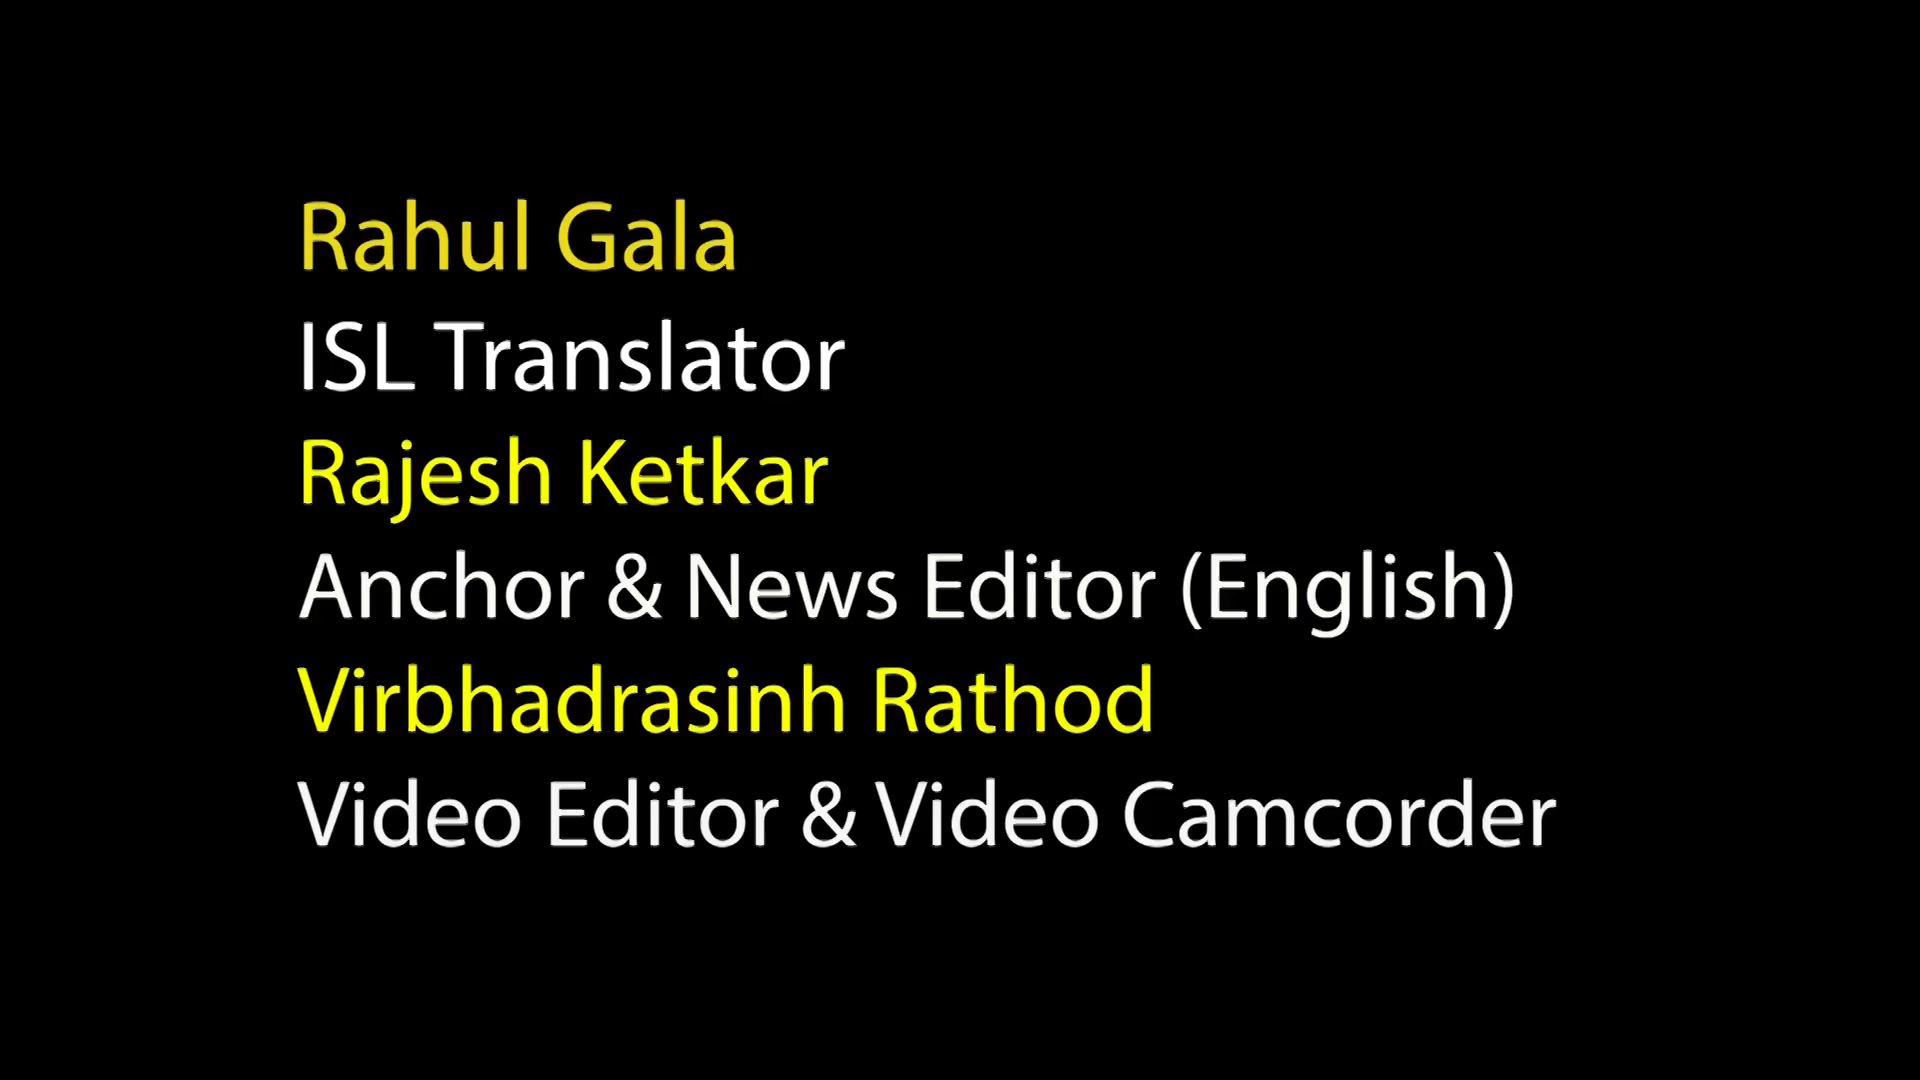 Rahul Gala
ISL Translator
Rajesh Ketkar
Anchor & News Editor (English)
Virbhadrasinh Rathod
Video Editor & Video Camcorder